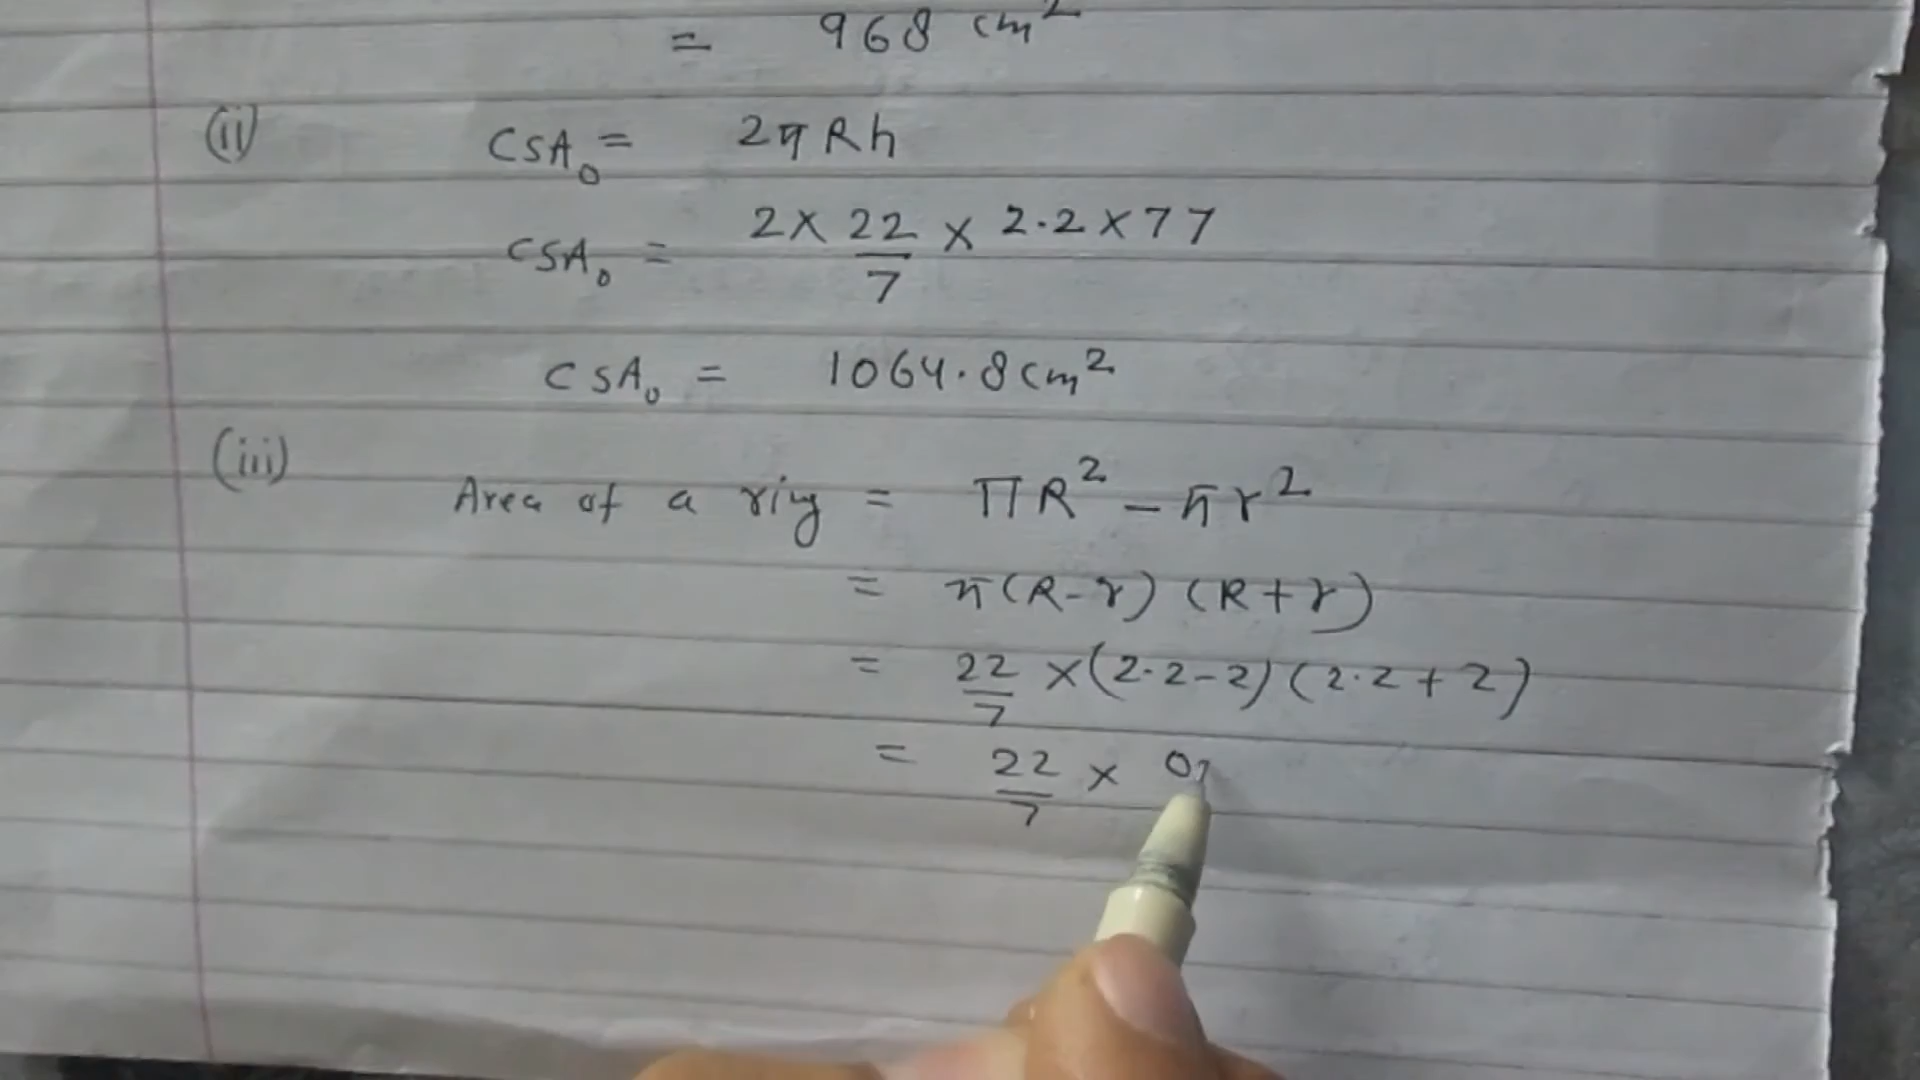 = 968 cm²
(ii) CSA₀ = 2πRh
CSA₀ = 2 × 22/7 × 2.2 × 77
CSA₀ = 1064.8 cm²
(iii)
Area of a ring = πR² - πr²
= π(R-r) (R+r)
= 22/7 × (2.2-2) (2.2+2)
= 22/7 × 0.